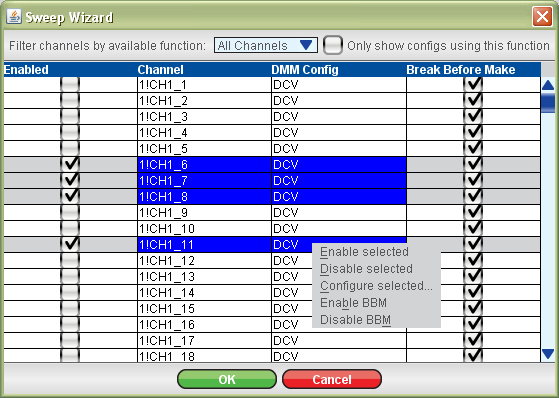 Sweep Wizard
Filter channels by available function: All Channels Only show configs using this function
Enabled Channel DMM Config Break Before Make
1!CH1_1 DCV
1!CH1_2 DCV
1!CH1_3 DCV
1!CH1_4 DCV
1!CH1_5 DCV
1!CH1_6 DCV
1!CH1_7 DCV
1!CH1_8 DCV
1!CH1_9 DCV
1!CH1_10 DCV
1!CH1_11 DCV
1!CH1_12 DCV
1!CH1_13 DCV
1!CH1_14 DCV
1!CH1_15 DCV
1!CH1_16 DCV
1!CH1_17 DCV
1!CH1_18 DCV
Enable selected
Disable selected
Configure selected...
Enable BBM
Disable BBM
OK Cancel